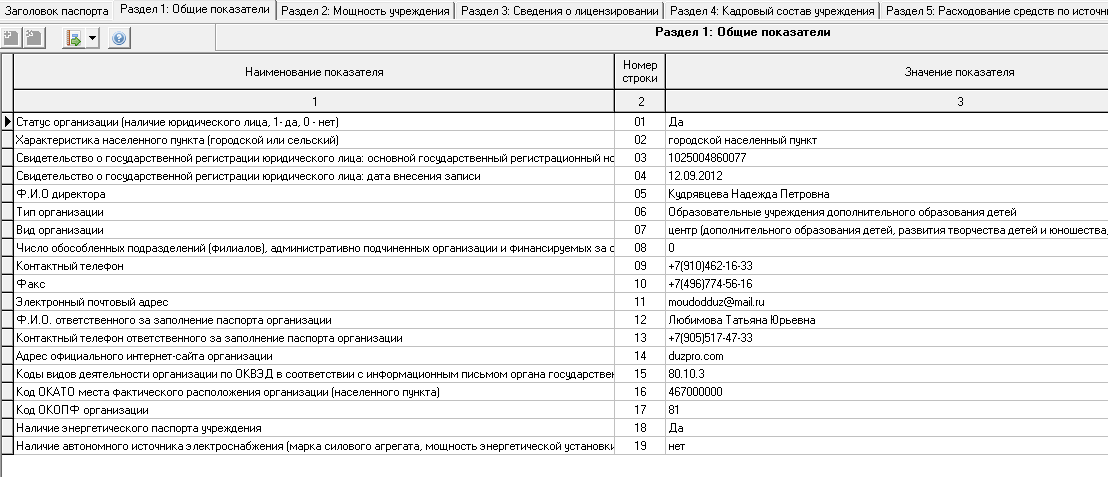 Заголовок паспорта Раздел 1: Общие показатели Раздел 2: Мощность учреждения Раздел 3: Сведения о лицензировании Раздел 4: Кадровый состав учреждения Раздел 5: Расходование средств по источн
Раздел 1: Общие показатели
Наименование показателя Номер строки Значение показателя
1 2 3
Статус организации (наличие юридического лица, 1- да, 0 - нет) 01 Да
Характеристика населенного пункта (городской или сельский) 02 городской населенный пункт
Свидетельство о государственной регистрации юридического лица: основной государственный регистрационный но 03 1025004860077
Свидетельство о государственной регистрации юридического лица: дата внесения записи 04 12.09.2012
Ф.И.О директора 05 Кудрявцева Надежда Петровна
Тип организации 06 Образовательные учреждения дополнительного образования детей
Вид организации 07 центр (дополнительного образования детей, развития творчества детей и юношества,
Число обособленных подразделений (филиалов), административно подчиненных организации и финансируемых за с 08 0
Контактный телефон 09 +7(910)462-16-33
Факс 10 +7(496)774-56-16
Электронный почтовый адрес 11 moudodduz@mail.ru
Ф.И.О. ответственного за заполнение паспорта организации 12 Любимова Татьяна Юрьевна
Контактный телефон ответственного за заполнение паспорта организации 13 +7(905)517-47-33
Адрес официального интернет-сайта организации 14 duzpro.com
Коды видов деятельности организации по ОКВЭД в соответствии с информационным письмом органа государствен 15 80.10.3
Код ОКАТО места фактического расположения организации (населенного пункта) 16 467000000
Код ОКОПФ организации 17 81
Наличие энергетического паспорта учреждения 18 Да
Наличие автономного источника электроснабжения (марка силового агрегата, мощность энергетической установки 19 нет